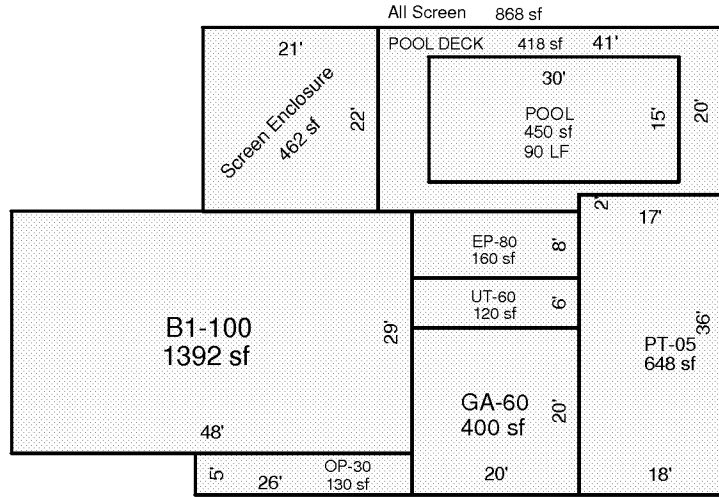 All Screen 868 sf
21'
POOL DECK 418 sf 41'
Screen Enclosure
462 sf
22'
30'
POOL
450 sf
90 LF
15'
20'
2'
17'
EP-80
160 sf
8'
UT-60
120 sf
6'
B1-100
1392 sf
29'
48'
PT-05
648 sf
36'
GA-60
400 sf
20'
20'
18'
5'
26'
OP-30
130 sf